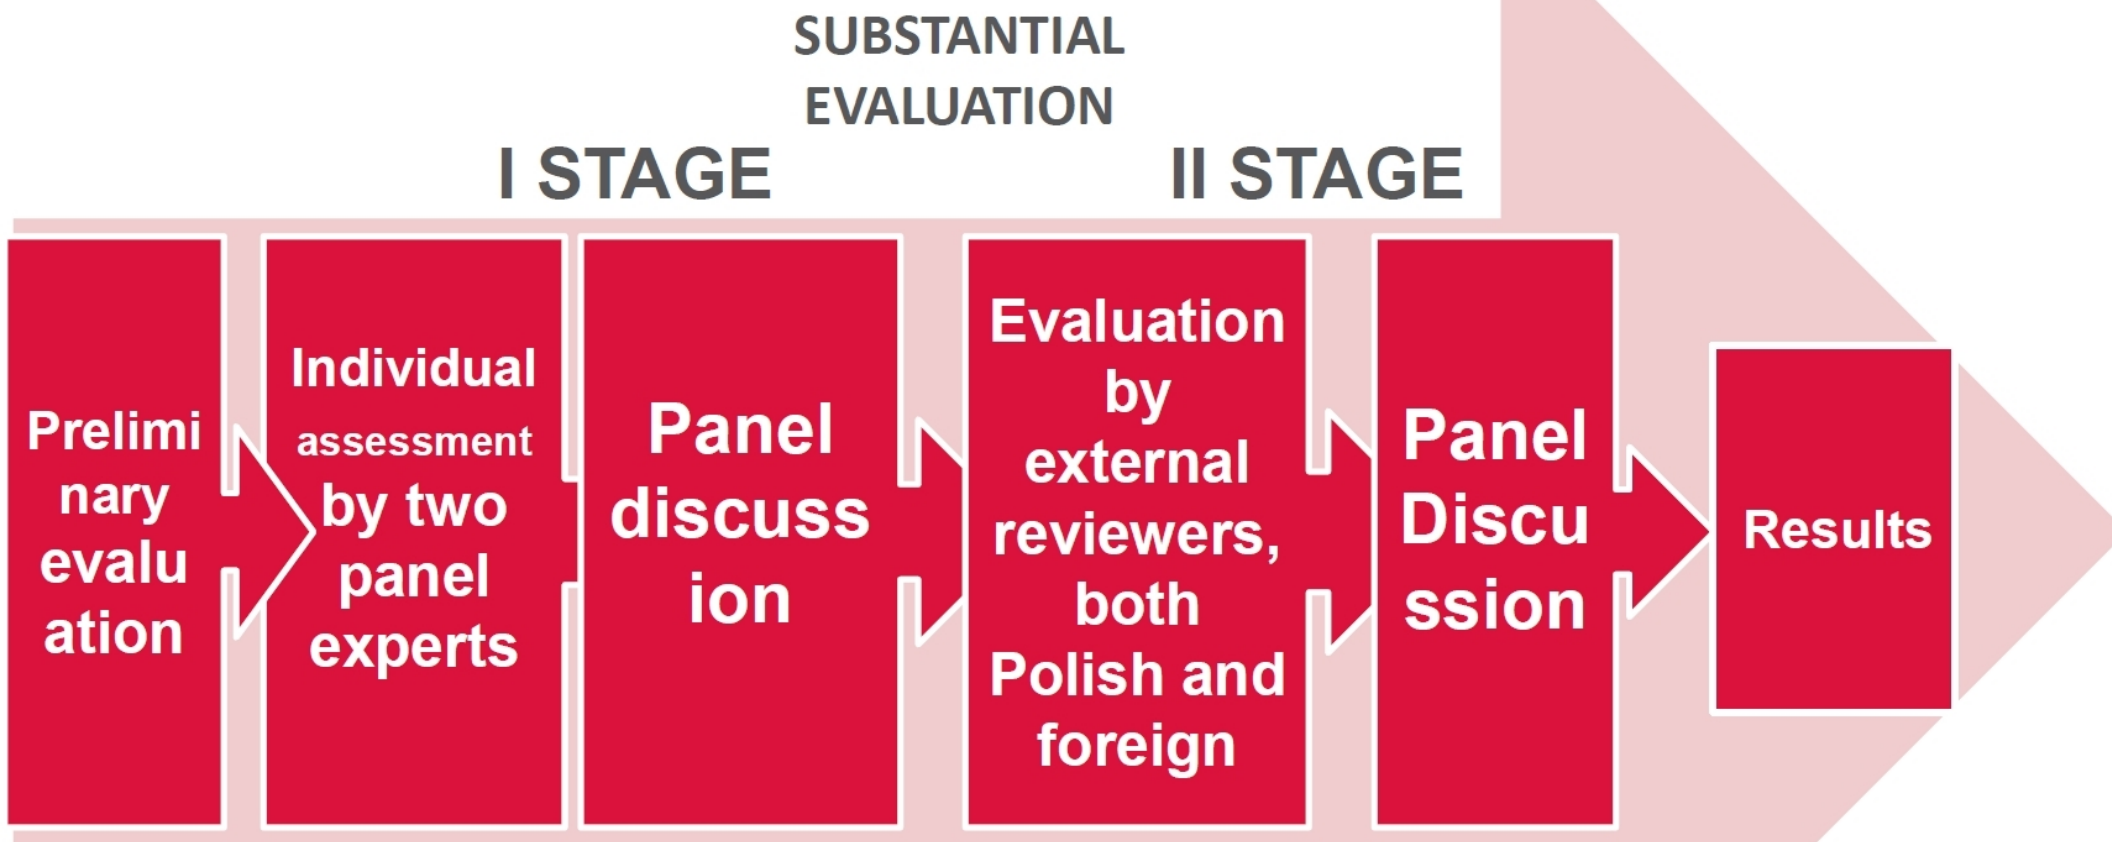 SUBSTANTIAL
EVALUATION
I STAGE
II STAGE
Prelimi
nary
evalu
ation
Individual
assessment
by two
panel
experts
Panel
discuss
ion
Evaluation
by
external
reviewers,
both
Polish and
foreign
Panel
Discu
ssion
Results